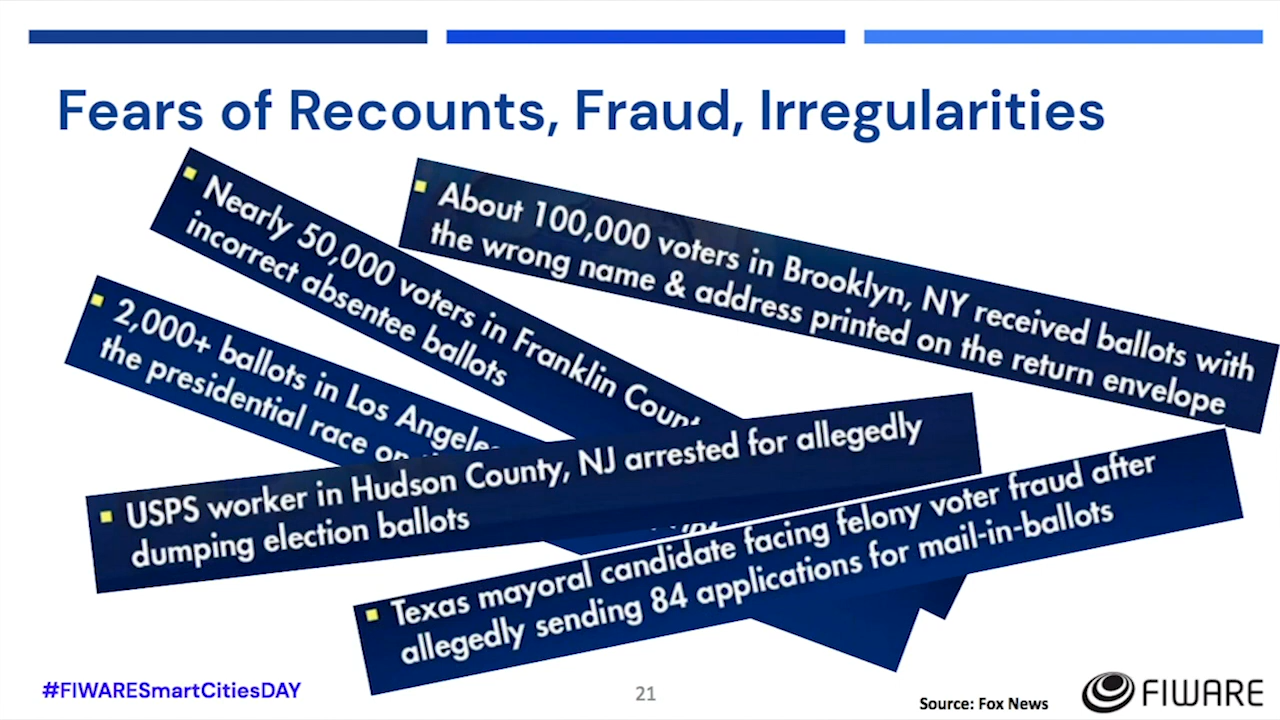 Fears of Recounts, Fraud, Irregularities
▪ About 100,000 voters in Brooklyn, NY received ballots with
the wrong name & address printed on the return envelope
▪ Nearly 50,000 voters in Franklin
incorrect absentee ballots
▪ 2,000+ ballots in Los
the presidential race
▪ USPS worker in Hudson County, NJ arrested for allegedly
dumping election ballots
▪ Texas mayoral candidate facing felony voter fraud after
allegedly sending 84 applications for mail-in-ballots
#FIWARESmartCitiesDAY
21
Source: Fox News
FIWARE